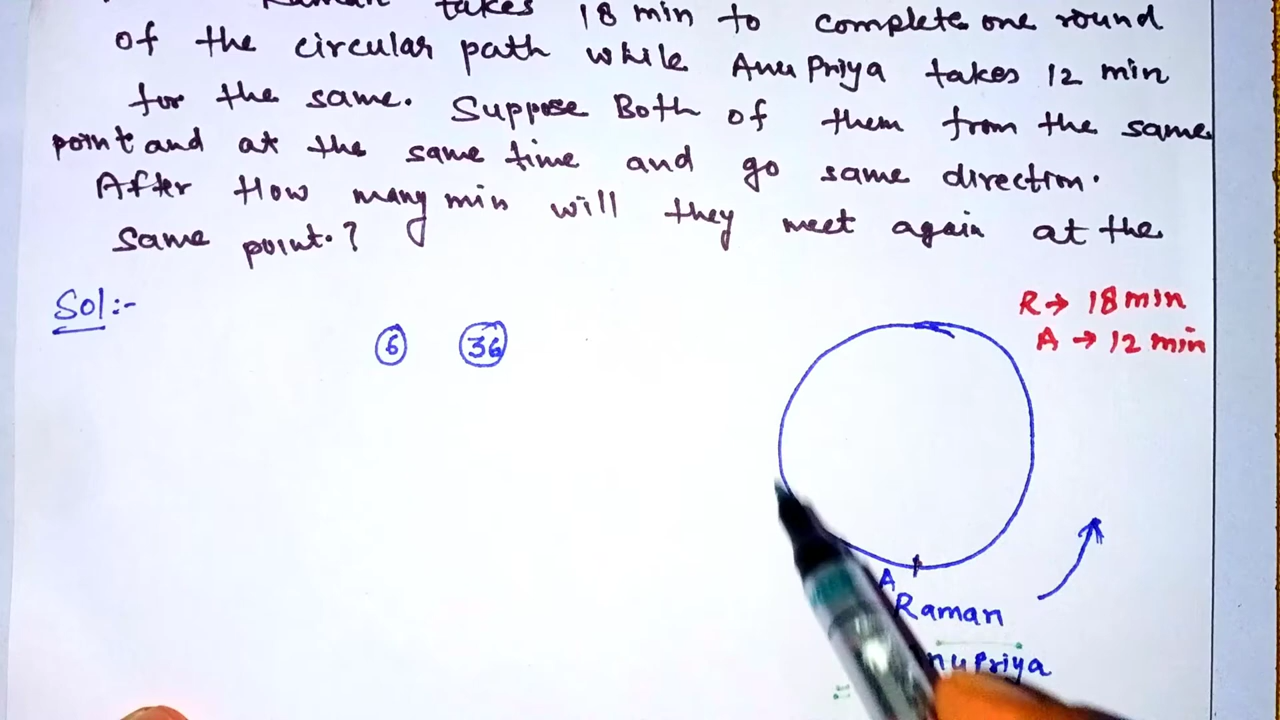 Raman takes 18 min to complete one round
of the circular path while AnuPriya takes 12 min
for the same. Suppose Both of them from the same
point and at the same time and go same direction.
After How many min will they meet again at the
same point.?
Sol:-
6 36
R → 18 min
A → 12 min
A
Raman
nuPriya